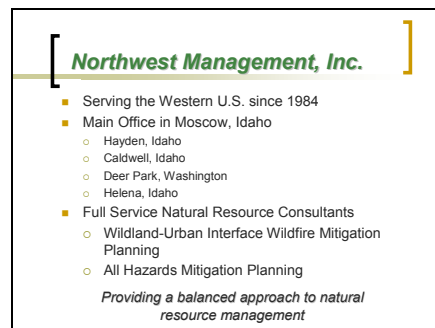 Northwest Management, Inc.
Serving the Western U.S. since 1984
Main Office in Moscow, Idaho
Hayden, Idaho
Caldwell, Idaho
Deer Park, Washington
Helena, Idaho
Full Service Natural Resource Consultants
Wildland-Urban Interface Wildfire Mitigation
Planning
All Hazards Mitigation Planning
Providing a balanced approach to natural
resource management